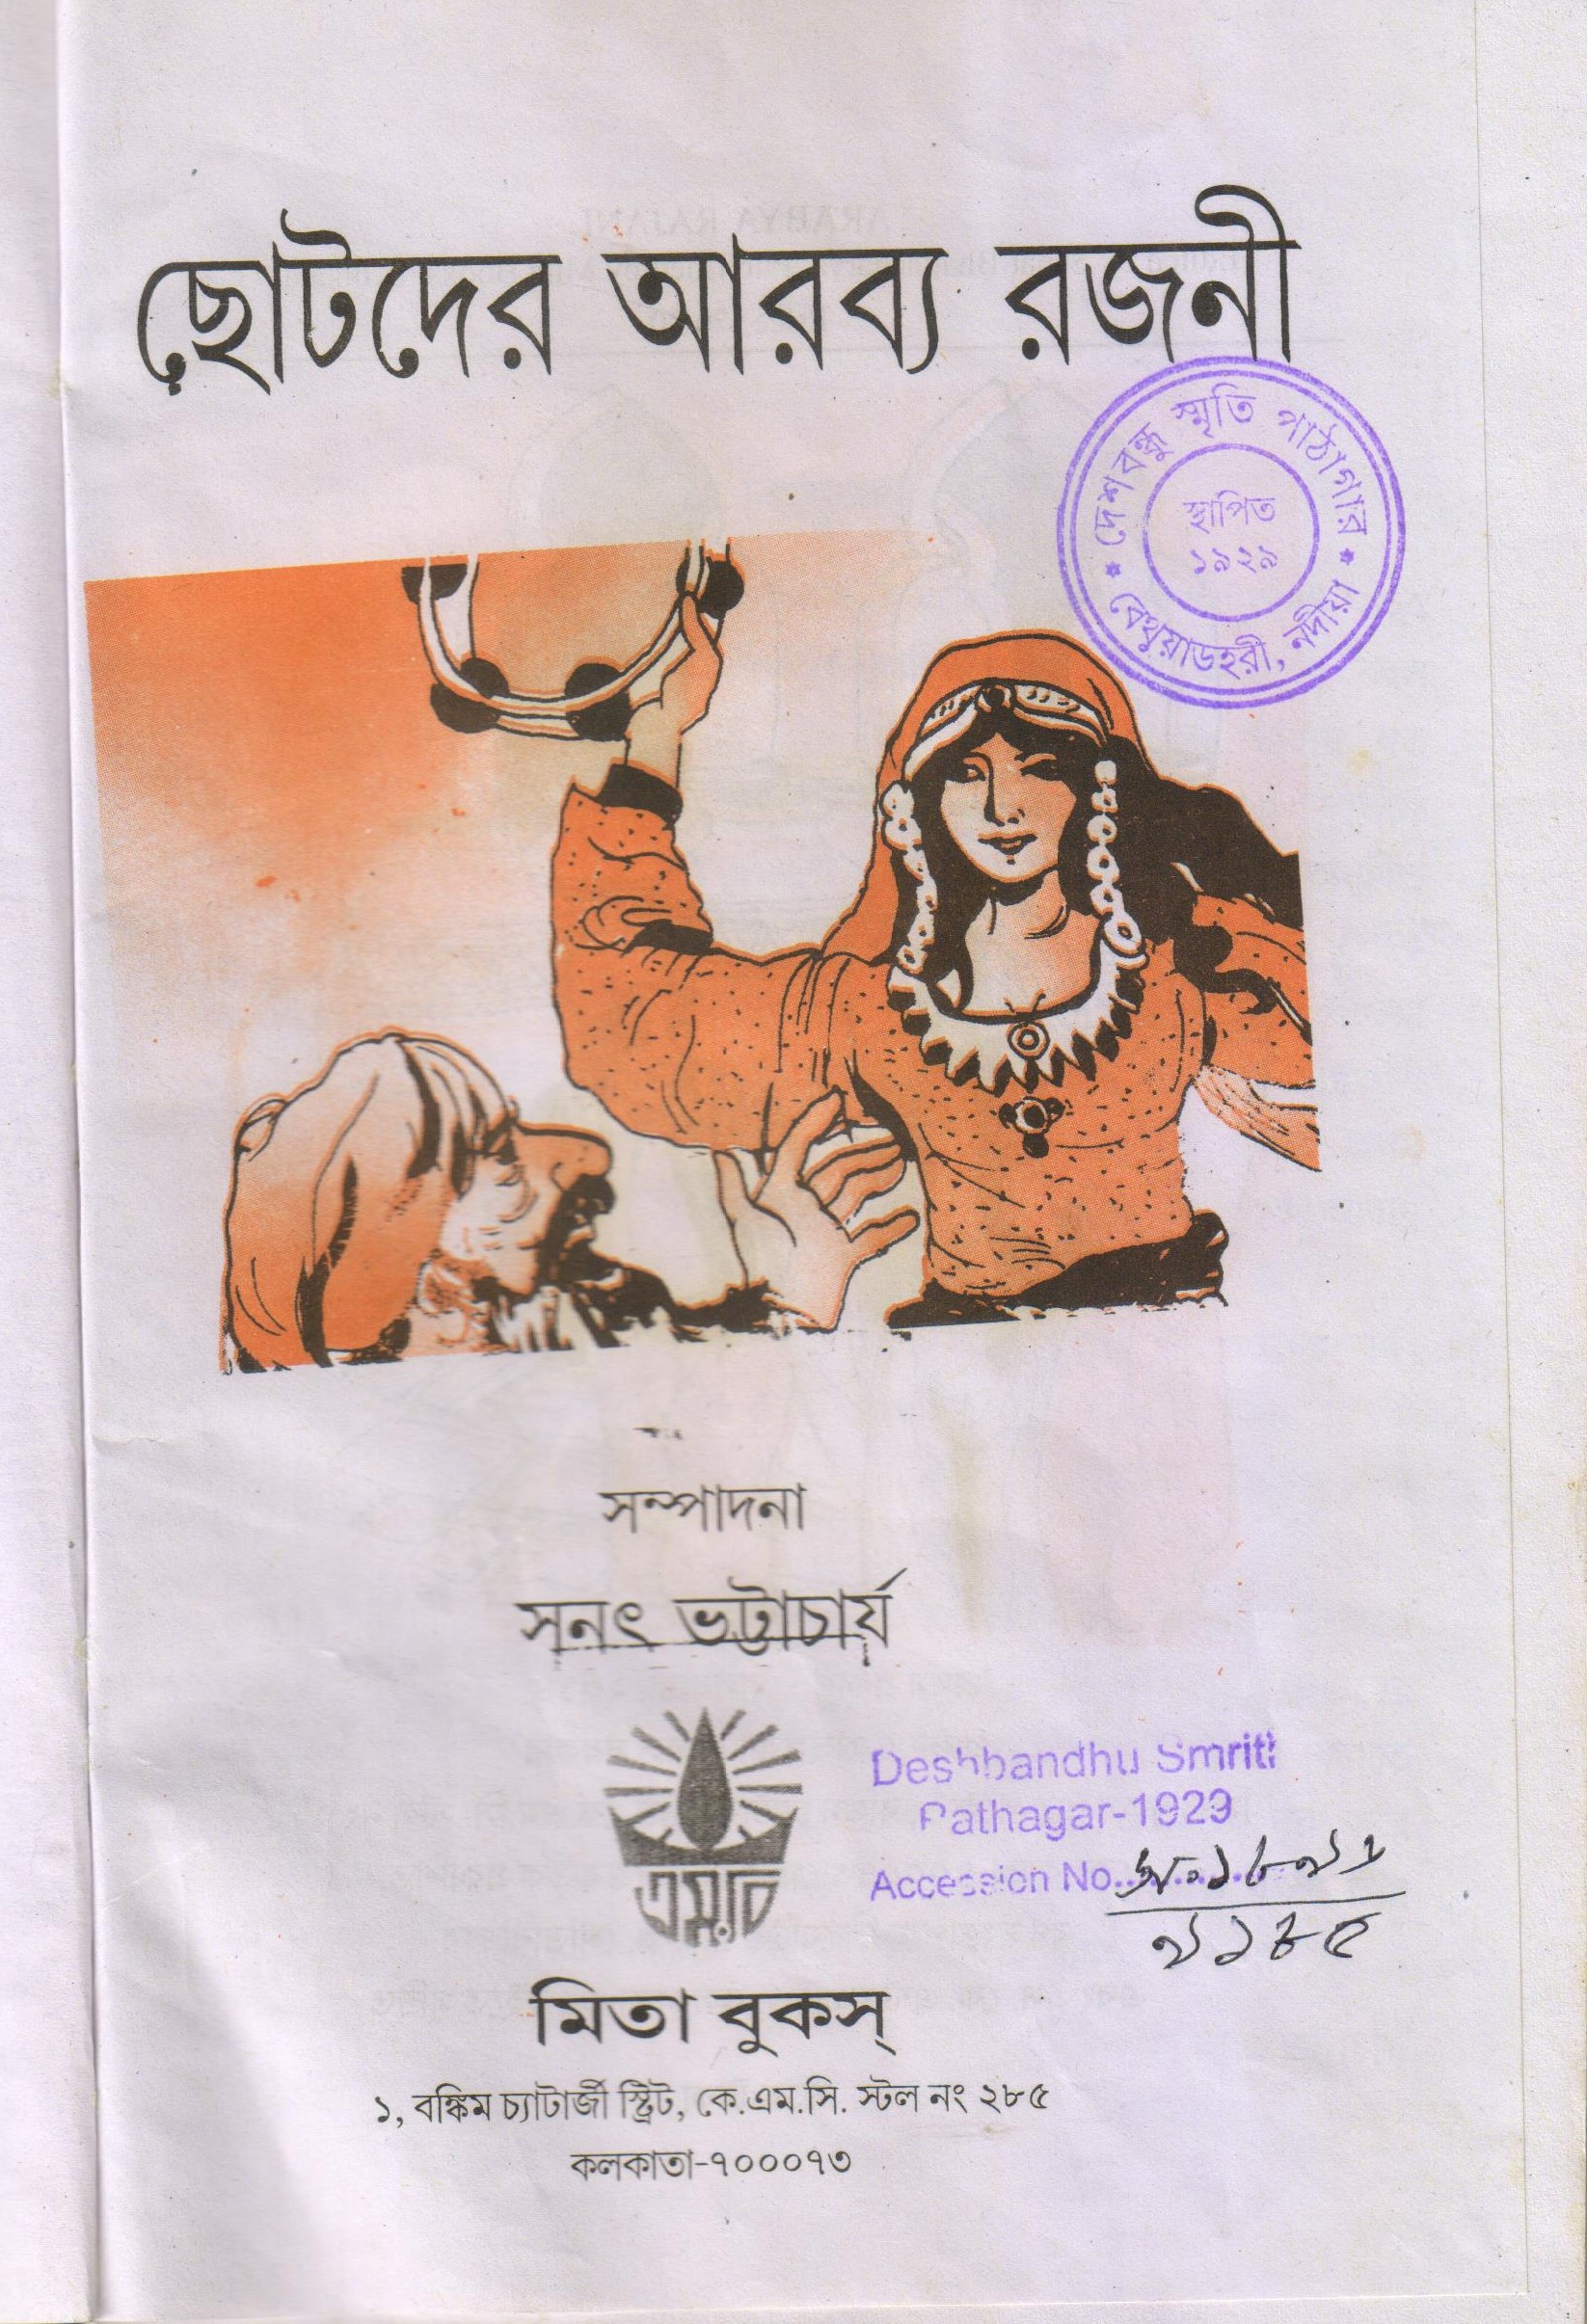 ছোটদের আরব্য রজনী
দেশবন্ধু স্মৃতি পাঠাগার
স্থাপিত
১৯২৯
বেথুয়াডহরী, নদীয়া
সম্পাদনা
সনৎ ভট্টাচার্য
Deshbandhu Smriti
Pathagar-1929
Accession No.
এম.বি
মিতা বুকস্
১, বঙ্কিম চ্যাটার্জী স্ট্রিট, কে.এম.সি. স্টল নং ২৮৫
কলকাতা-৭০০০৭৩